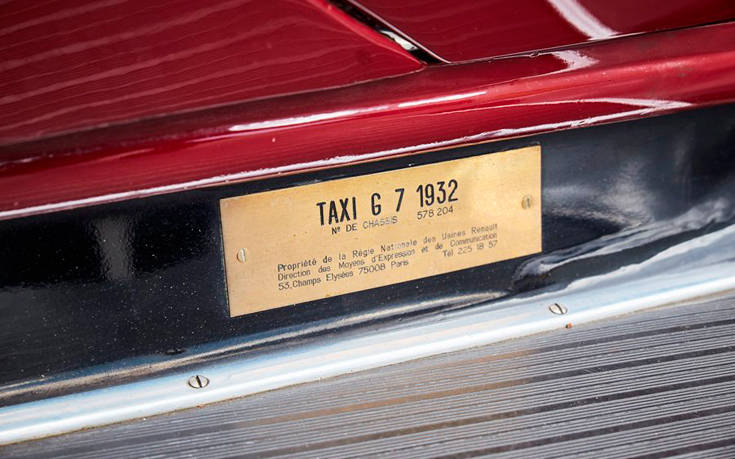 TAXI G 7 1932
Nº DE CHASSIS 578 204
Propriété de la Régie Nationale des Usines Renault
Direction des Moyens d'Expression et de Communication
53, Champs Elysées 75008 Paris Tél 225 18 57